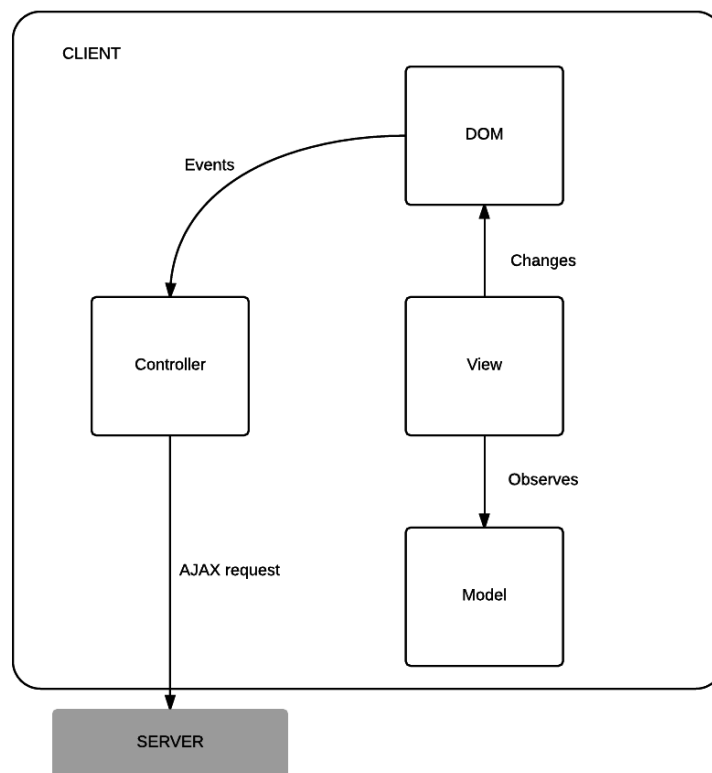 CLIENT
DOM
Events
Changes
Controller
View
Observes
AJAX request
Model
SERVER